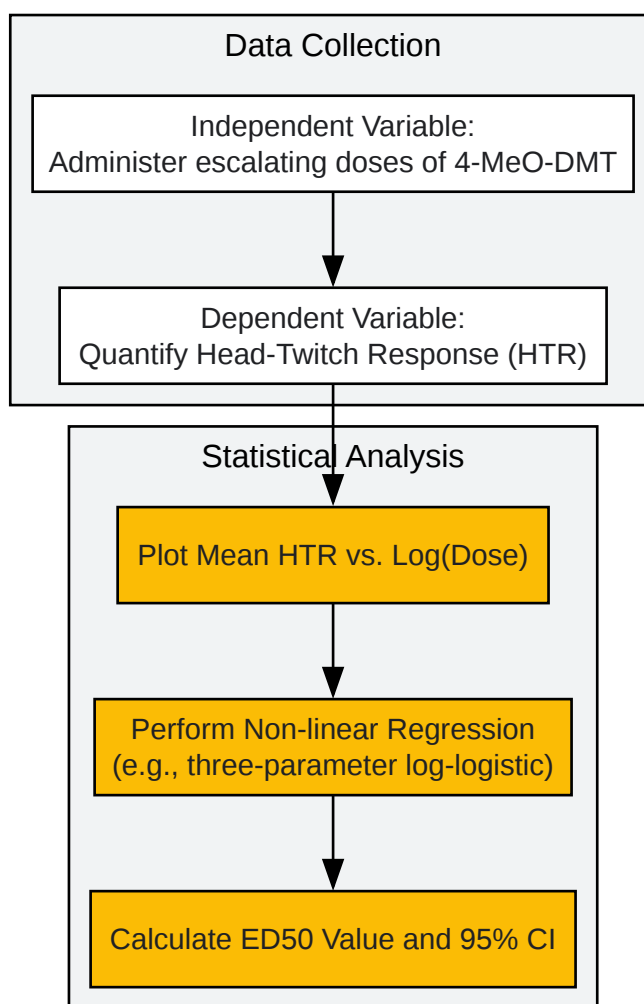 Data Collection
Independent Variable:
Administer escalating doses of 4-MeO-DMT
Dependent Variable:
Quantify Head-Twitch Response (HTR)
Statistical Analysis
Plot Mean HTR vs. Log(Dose)
Perform Non-linear Regression
(e.g., three-parameter log-logistic)
Calculate ED50 Value and 95% CI